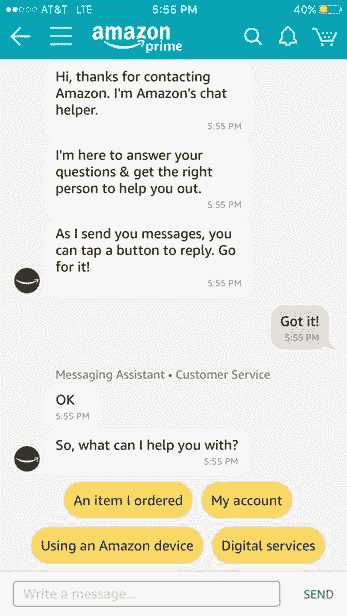 AT&T LTE 5:55 PM 40%
amazon
prime
Hi, thanks for contacting
Amazon. I'm Amazon's chat
helper.
5:55 PM
I'm here to answer your
questions & get the right
person to help you out.
5:55 PM
As I send you messages, you
can tap a button to reply. Go
for it!
5:55 PM
Got it!
5:55 PM
Messaging Assistant • Customer Service
OK
5:55 PM
So, what can I help you with?
5:55 PM
An item I ordered My account
Using an Amazon device Digital services
Write a message... SEND